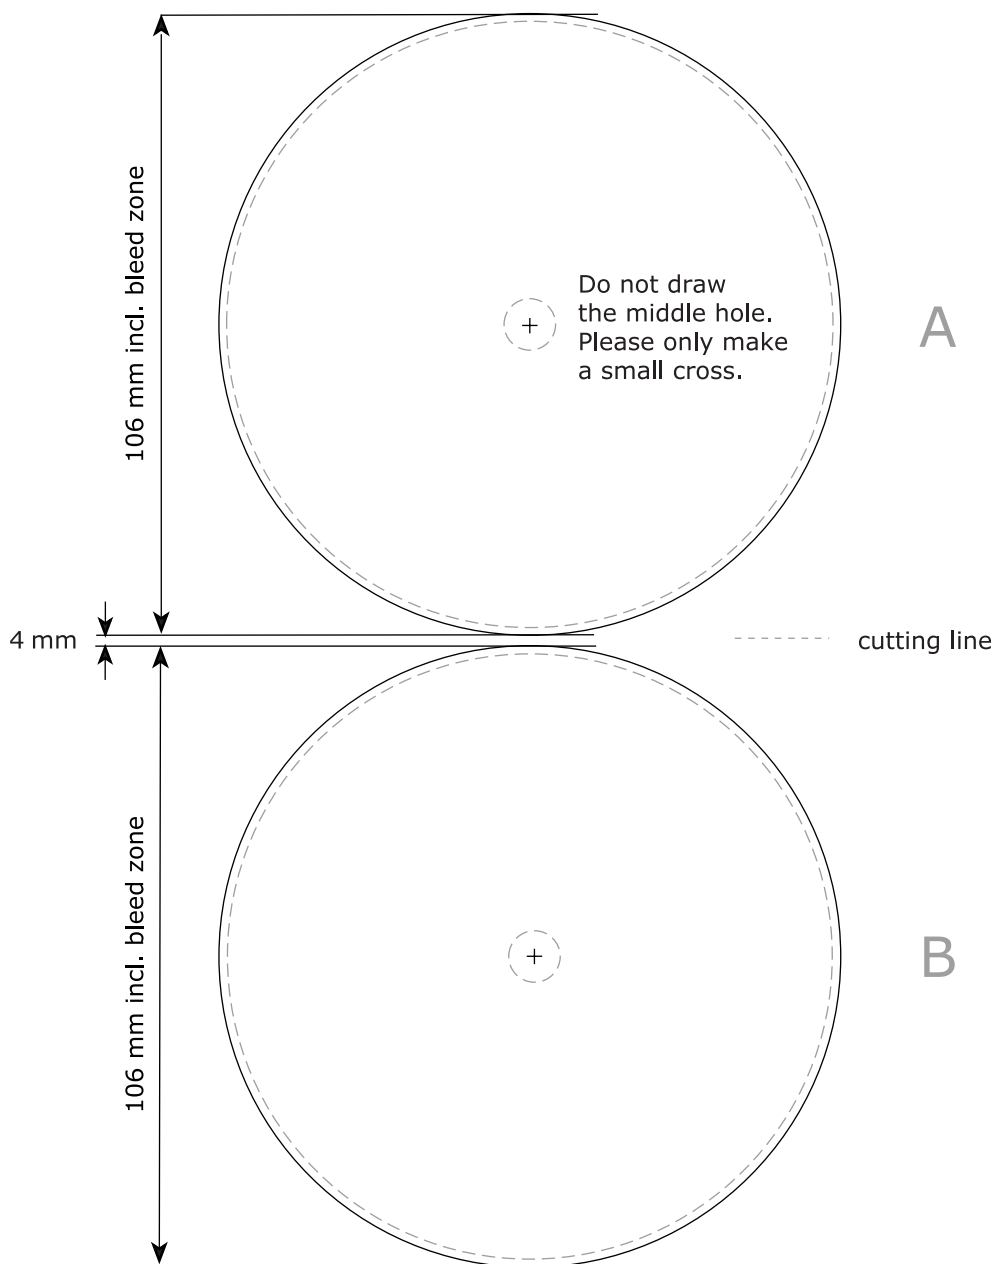 106 mm incl. bleed zone
Do not draw
the middle hole.
Please only make
a small cross.
A
4 mm
cutting line
106 mm incl. bleed zone
B